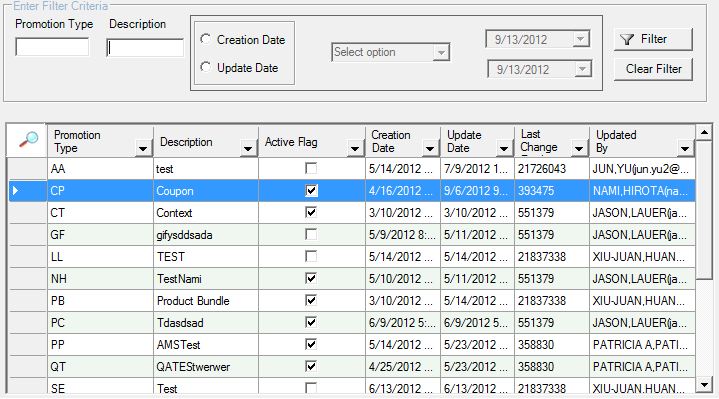 Enter Filter Criteria
Promotion Type Description
Creation Date
Update Date
Select option
9/13/2012
9/13/2012
Filter
Clear Filter
Promotion Type Description Active Flag Creation Date Update Date Last Change Updated By
AA test 5/14/2012 ... 7/9/2012 1... 21726043 JUN,YU(jun.yu2@...
CP Coupon 4/16/2012 ... 9/6/2012 9... 393475 NAMI,HIROTA(na...
CT Context 3/10/2012 ... 3/10/2012 ... 551379 JASON,LAUER(ja...
GF gifysddsada 5/9/2012 8:... 5/11/2012 ... 551379 JASON,LAUER(ja...
LL TEST 5/14/2012 ... 5/14/2012 ... 21837338 XIU-JUAN,HUAN...
NH TestNami 5/10/2012 ... 5/11/2012 ... 551379 JASON,LAUER(ja...
PB Product Bundle 3/10/2012 ... 5/14/2012 ... 21837338 XIU-JUAN,HUAN...
PC Tdasdsad 6/9/2012 5:... 6/9/2012 5... 551379 JASON,LAUER(ja...
PP AMSTest 5/14/2012 ... 5/23/2012 ... 358830 PATRICIA A,PATI...
QT QATEStwerwer 4/25/2012 ... 5/23/2012 ... 358830 PATRICIA A,PATI...
SE Test 6/13/2012 ... 6/13/2012 ... 21837338 XIU-JUAN.HUAN...